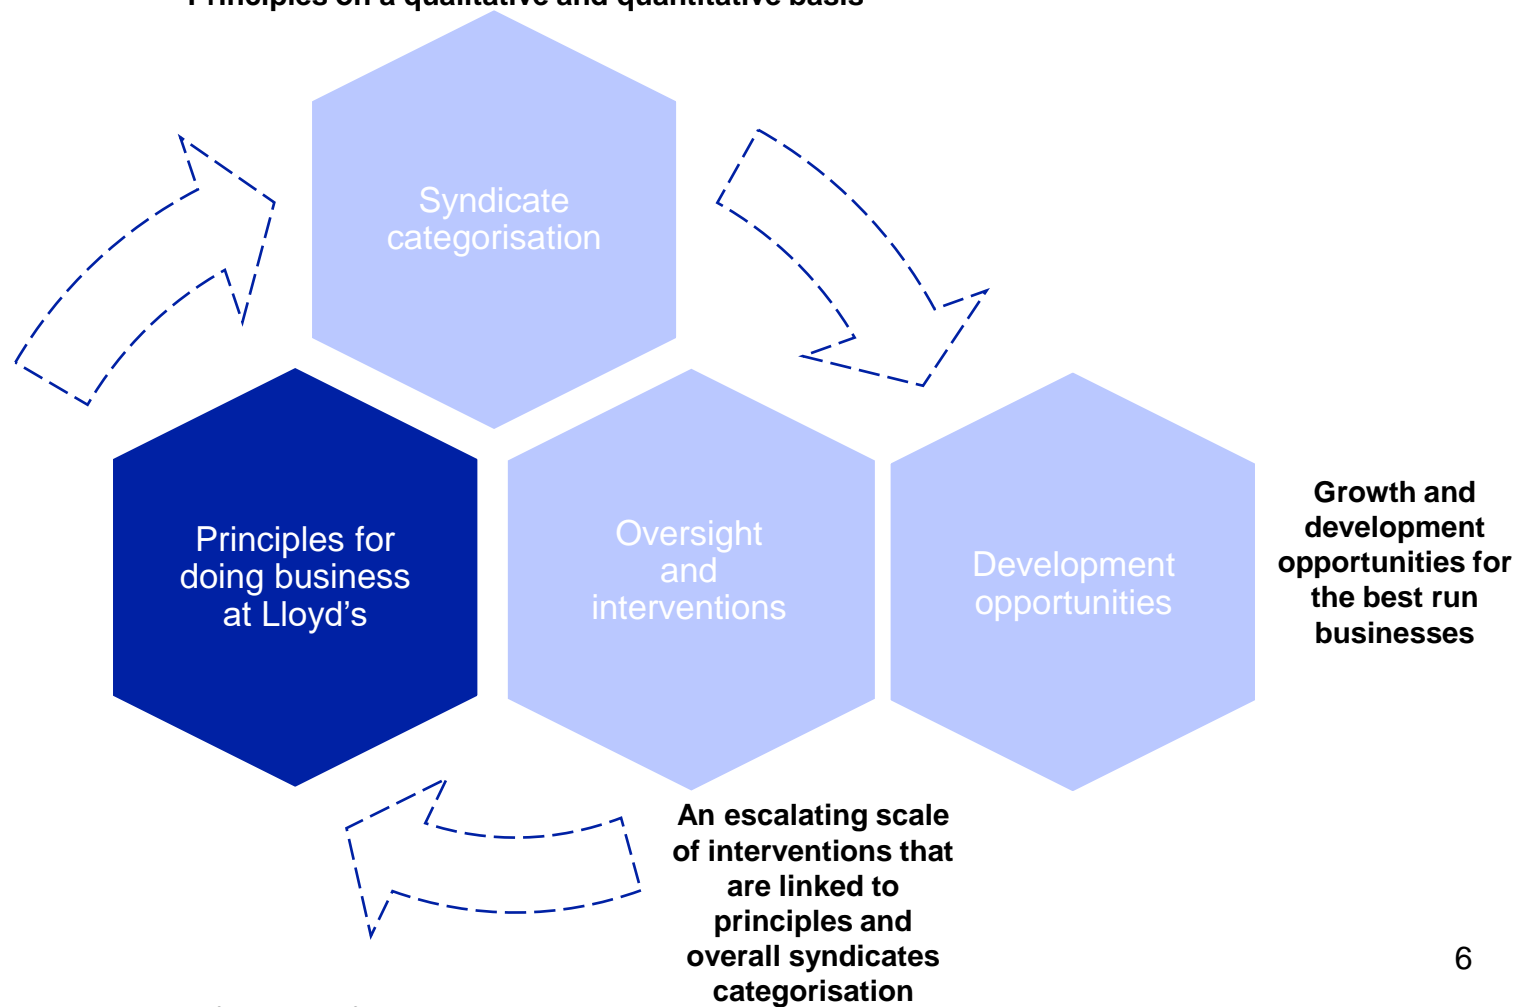 Principles on a qualitative and quantitative basis
Syndicate
categorisation
Principles for
doing business
at Lloyd's
Oversight
and
interventions
Development
opportunities
Growth and
development
opportunities for
the best run
businesses
An escalating scale
of interventions that
are linked to
principles and
overall syndicates
categorisation
6